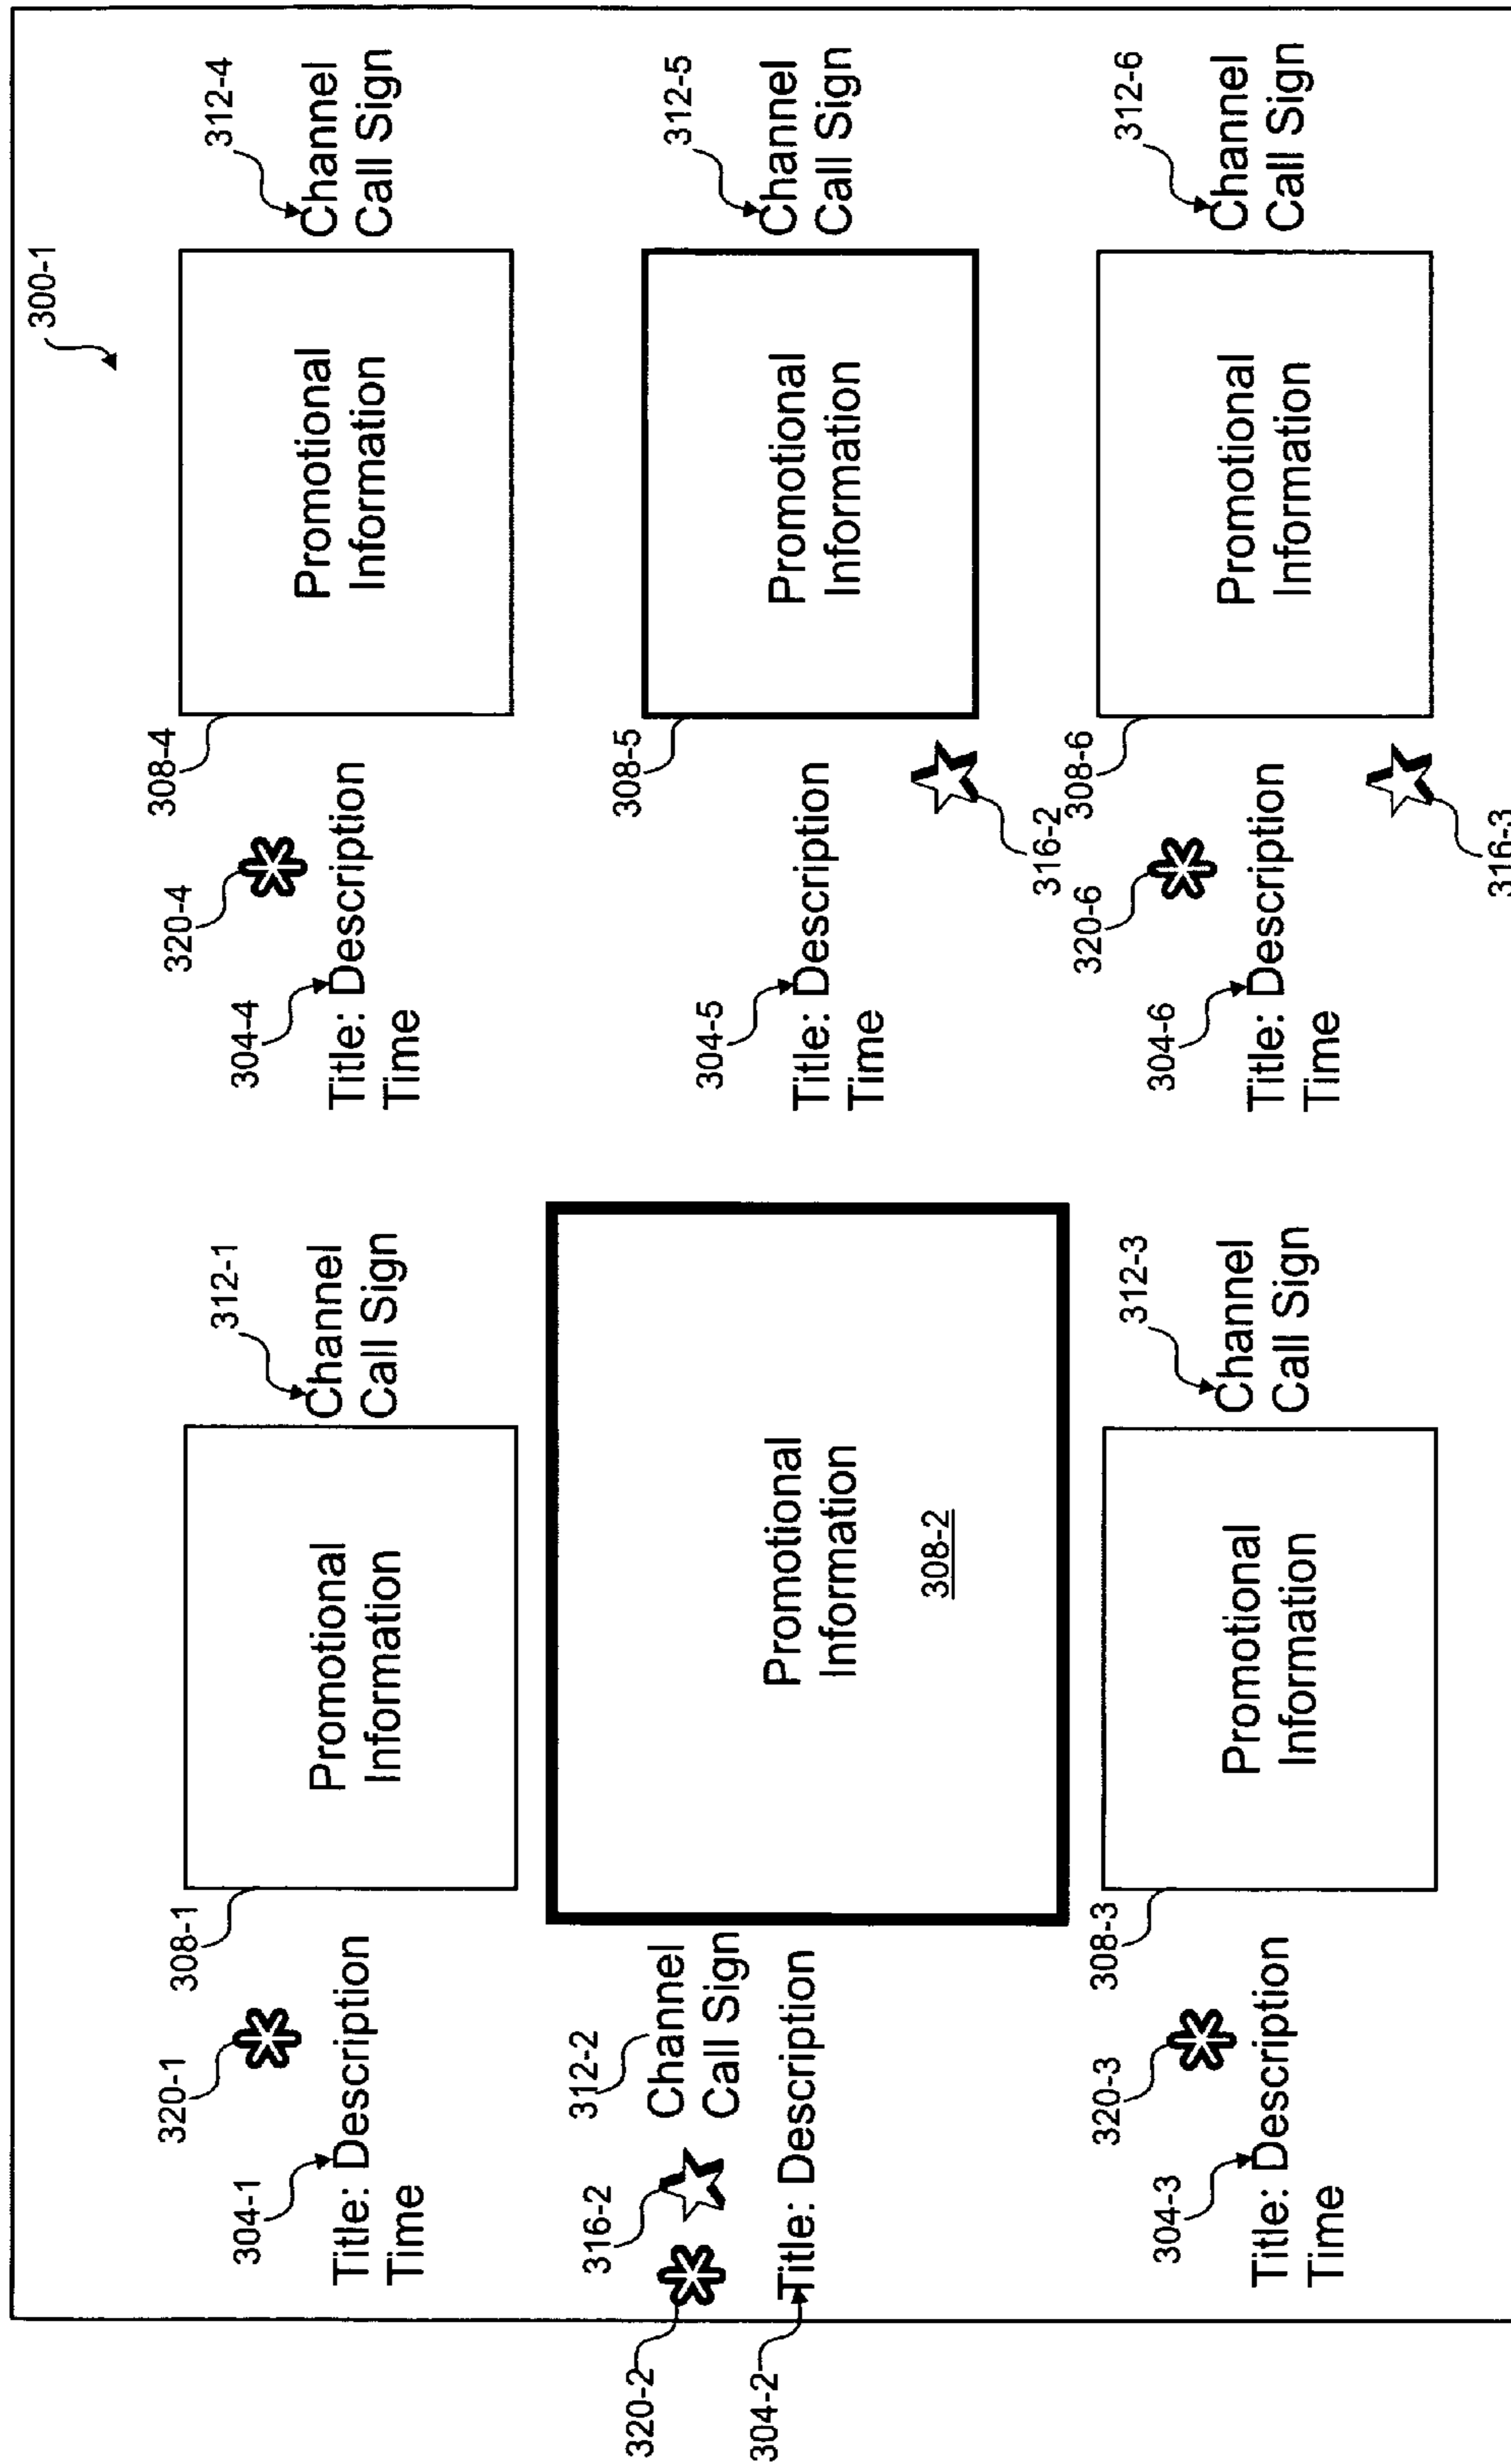 300-1
320-1
304-1
Title: Description
Time
308-1
Promotional
Information
312-1
Channel
Call Sign
320-4
304-4
Title: Description
Time
308-4
Promotional
Information
312-4
Channel
Call Sign
320-2
316-2
312-2
Channel
Call Sign
304-2
Title: Description
Promotional
Information
308-2
304-5
Title: Description
Time
316-2
308-5
Promotional
Information
312-5
Channel
Call Sign
320-3
304-3
Title: Description
Time
308-3
Promotional
Information
312-3
Channel
Call Sign
320-6
304-6
Title: Description
Time
316-3
308-6
Promotional
Information
312-6
Channel
Call Sign